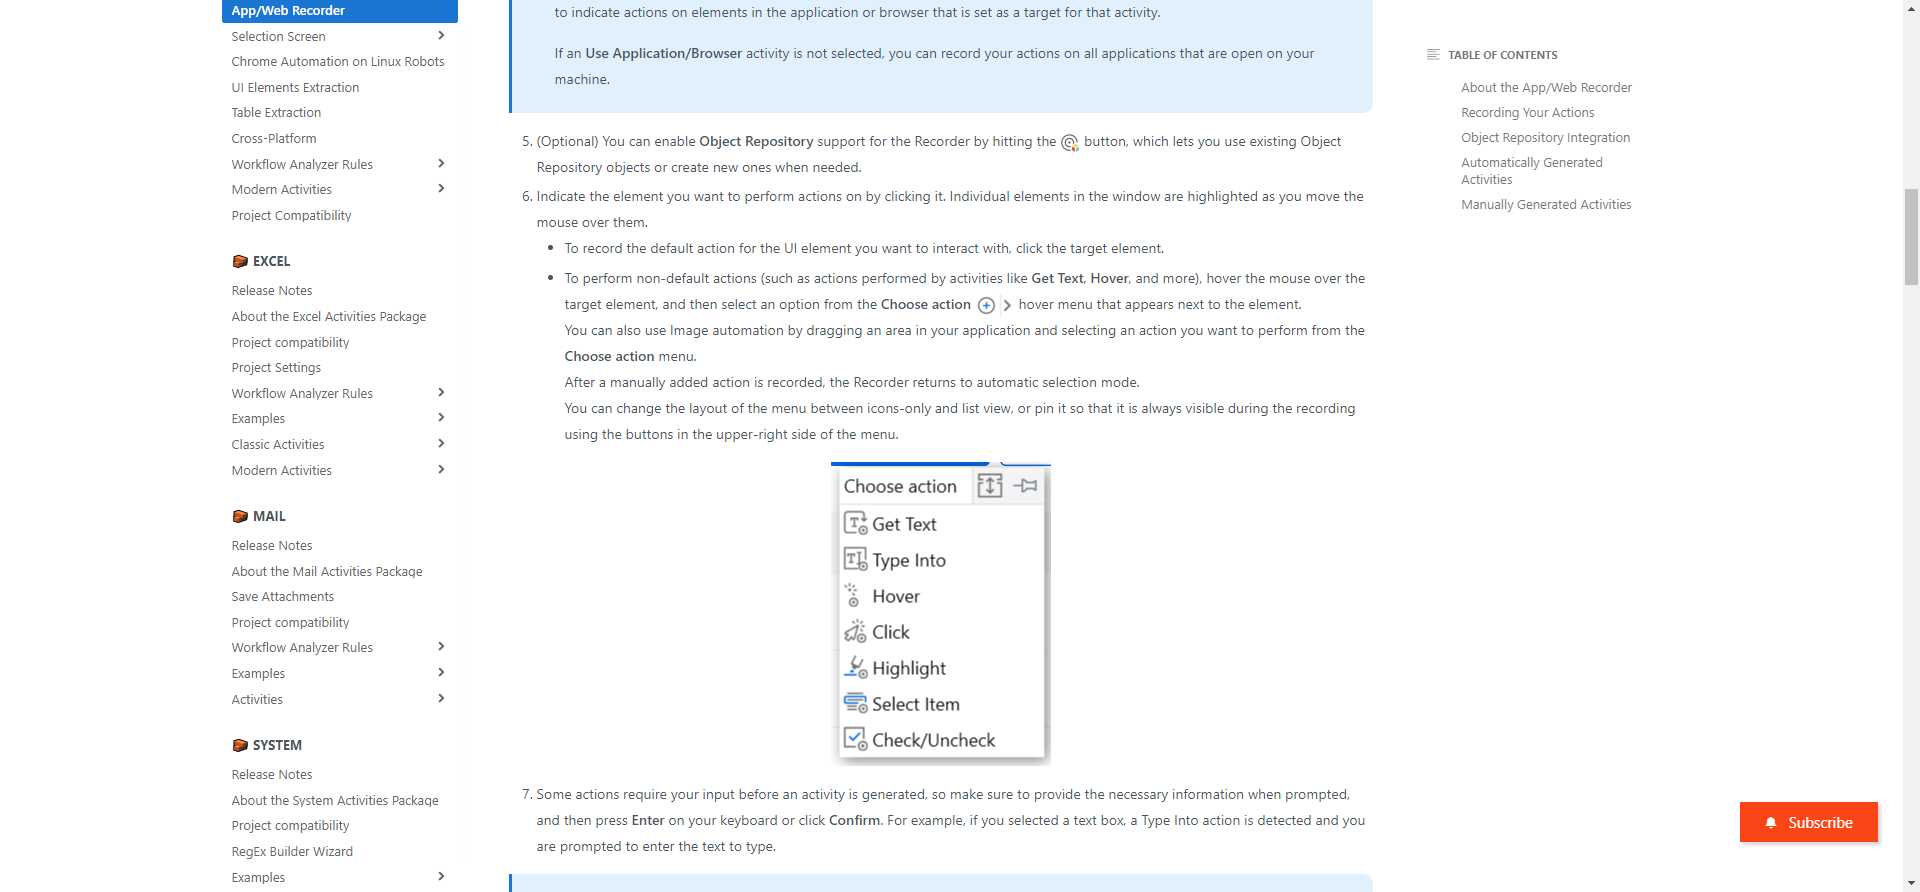 App/Web Recorder
Selection Screen
Chrome Automation on Linux Robots
UI Elements Extraction
Table Extraction
Cross-Platform
Workflow Analyzer Rules
Modern Activities
Project Compatibility
EXCEL
Release Notes
About the Excel Activities Package
Project compatibility
Project Settings
Workflow Analyzer Rules
Examples
Classic Activities
Modern Activities
MAIL
Release Notes
About the Mail Activities Package
Save Attachments
Project compatibility
Workflow Analyzer Rules
Examples
Activities
SYSTEM
Release Notes
About the System Activities Package
Project compatibility
RegEx Builder Wizard
Examples
to indicate actions on elements in the application or browser that is set as a target for that activity.
If an Use Application/Browser activity is not selected, you can record your actions on all applications that are open on your
machine.
5. (Optional) You can enable Object Repository support for the Recorder by hitting the button, which lets you use existing Object
Repository objects or create new ones when needed.
6. Indicate the element you want to perform actions on by clicking it. Individual elements in the window are highlighted as you move the
mouse over them.
• To record the default action for the UI element you want to interact with, click the target element.
• To perform non-default actions (such as actions performed by activities like Get Text, Hover, and more), hover the mouse over the
target element, and then select an option from the Choose action hover menu that appears next to the element.
You can also use Image automation by dragging an area in your application and selecting an action you want to perform from the
Choose action menu.
After a manually added action is recorded, the Recorder returns to automatic selection mode.
You can change the layout of the menu between icons-only and list view, or pin it so that it is always visible during the recording
using the buttons in the upper-right side of the menu.
Choose action
Get Text
Type Into
Hover
Click
Highlight
Select Item
Check/Uncheck
7. Some actions require your input before an activity is generated, so make sure to provide the necessary information when prompted,
and then press Enter on your keyboard or click Confirm. For example, if you selected a text box, a Type Into action is detected and you
are prompted to enter the text to type.
TABLE OF CONTENTS
About the App/Web Recorder
Recording Your Actions
Object Repository Integration
Automatically Generated
Activities
Manually Generated Activities
Subscribe